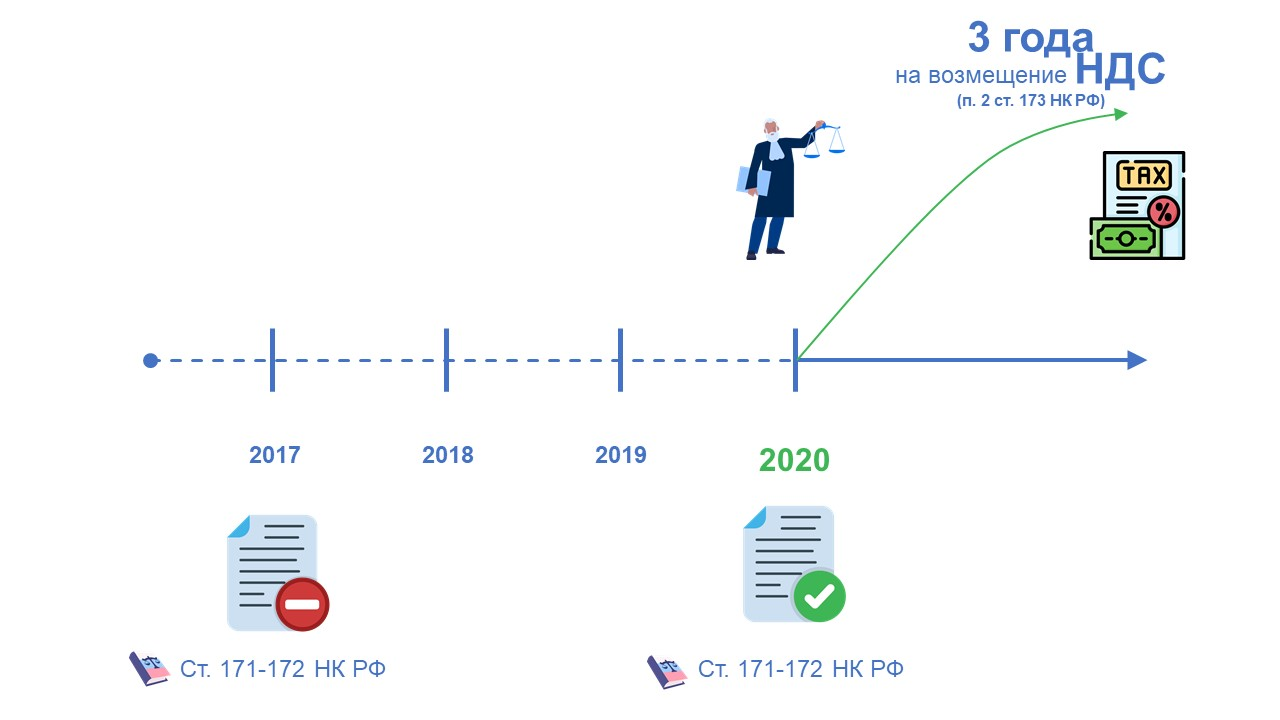 3 года
на возмещение НДС
(п. 2 ст. 173 НК РФ)
TAX
%
2017 2018 2019 2020
Ст. 171-172 НК РФ Ст. 171-172 НК РФ